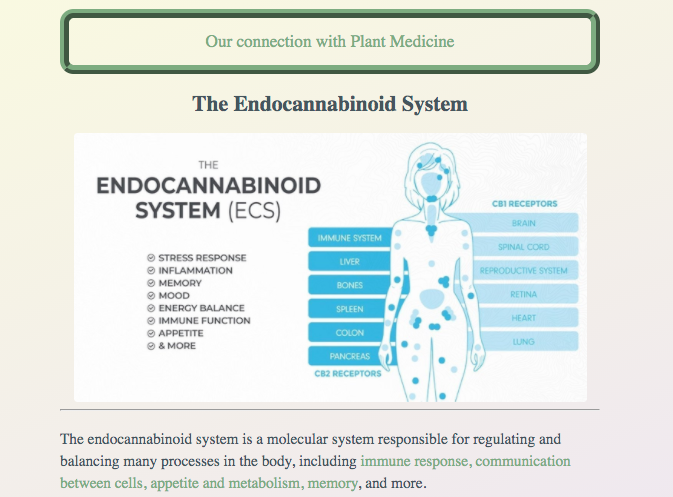 Our connection with Plant Medicine
The Endocannabinoid System
THE
ENDOCANNABINOID
SYSTEM (ECS)
STRESS RESPONSE
INFLAMMATION
MEMORY
MOOD
ENERGY BALANCE
IMMUNE FUNCTION
APPETITE
& MORE
IMMUNE SYSTEM
LIVER
BONES
SPLEEN
COLON
PANCREAS
CB2 RECEPTORS
CB1 RECEPTORS
BRAIN
SPINAL CORD
REPRODUCTIVE SYSTEM
RETINA
HEART
LUNG
The endocannabinoid system is a molecular system responsible for regulating and
balancing many processes in the body, including immune response, communication
between cells, appetite and metabolism, memory, and more.